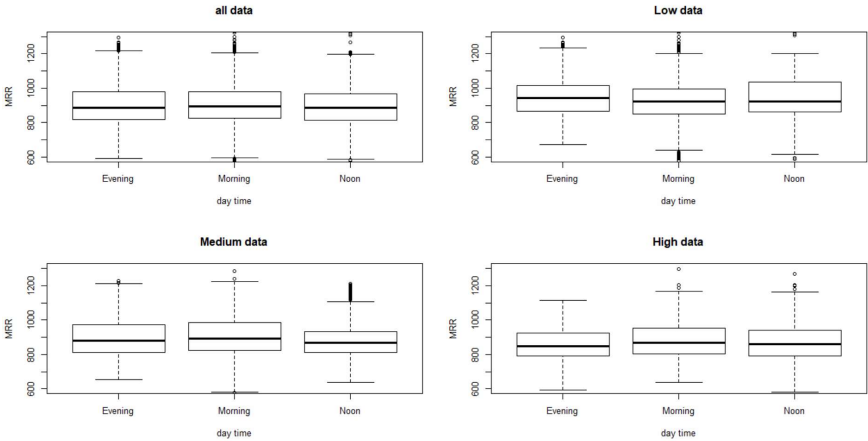 all data
MRR
600
800
1000
1200
Evening
Morning
Noon
day time
Low data
MRR
600
800
1000
1200
Evening
Morning
Noon
day time
Medium data
MRR
600
800
1000
1200
Evening
Morning
Noon
day time
High data
MRR
600
800
1000
1200
Evening
Morning
Noon
day time